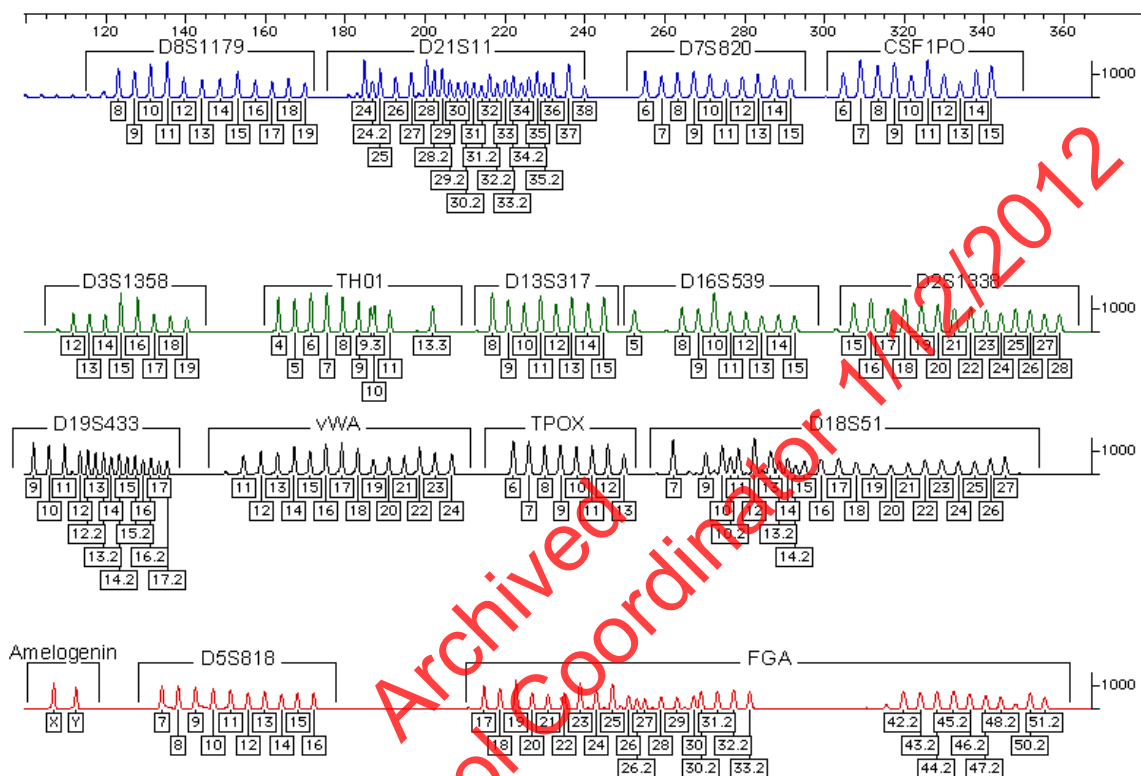 120 140 160 180 200 220 240 260 280 300 320 340 360
D8S1179 D21S11 D7S820 CSF1PO
1000
8 10 12 14 16 18 24 26 28 30 32 34 36 38 6 8 10 12 14 6 8 10 12 14
9 11 13 15 17 19 24.2 27 29 31 33 35 37 7 9 11 13 15 7 9 11 13 15
25 28.2 31.2 34.2
29.2 32.2 35.2
30.2 33.2
D3S1358 TH01 D13S317 D16S539 D2S1338
1000
12 14 16 18 4 6 8 9.3 13.3 8 10 12 14 5 8 10 12 14 15 17 19 21 23 25 27
13 15 17 19 5 7 9 11 9 11 13 15 9 11 13 15 16 18 20 22 24 26 28
10
D19S433 vWA TPOX D18S51
1000
9 11 13 15 17 11 13 15 17 19 21 23 6 8 10 12 7 9 11 13 15 17 19 21 23 25 27
10 12 14 16 12 14 16 18 20 22 24 7 9 11 13 10 12 14 16 18 20 22 24 26
12.2 15.2 10.2 13.2
13.2 16.2 14.2
14.2 17.2
Amelogenin D5S818 FGA
1000
X Y 7 9 11 13 15 17 19 21 23 25 27 29 31.2 42.2 45.2 48.2 51.2
8 10 12 14 16 18 20 22 24 26 28 30 32.2 43.2 46.2 50.2
26.2 30.2 33.2 44.2 47.2
Archived
ol Coordinator 1/12/2012